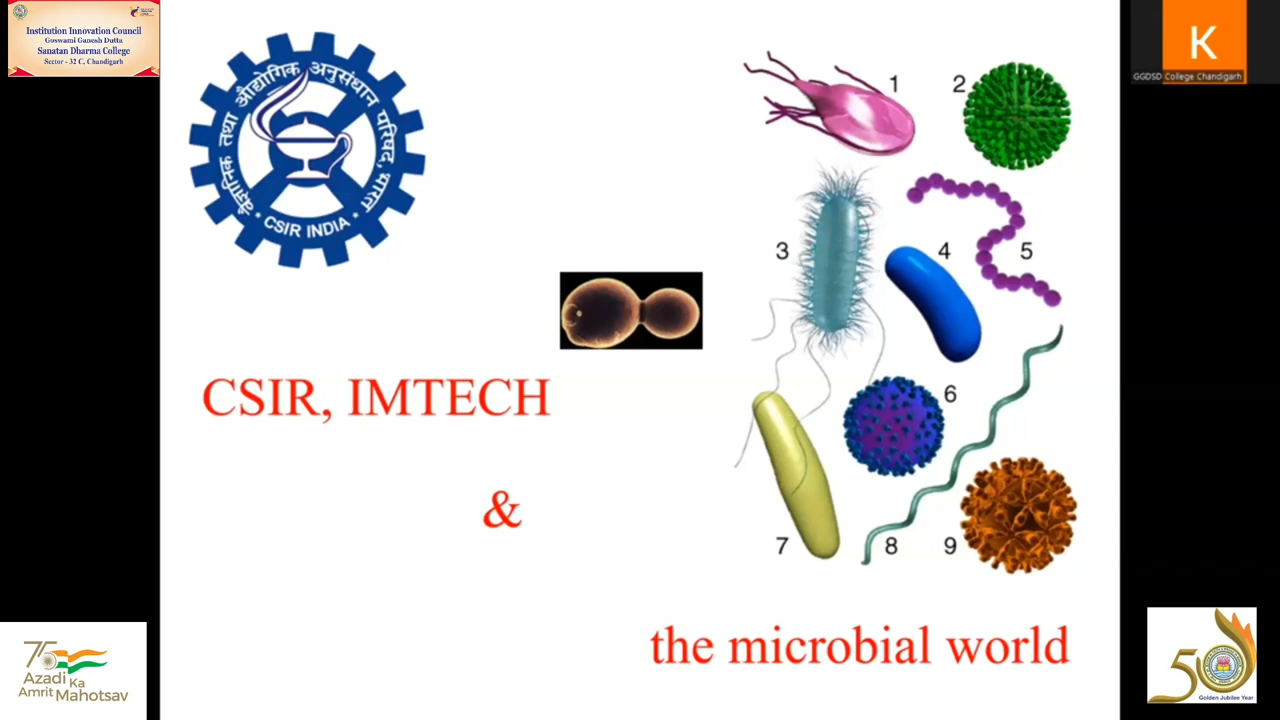 Institution Innovation Council
Goswami Ganesh Dutta
Sanatan Dharma College
Sector - 32 C, Chandigarh
K
GGDSD College Chandigarh
वैज्ञानिक तथा औद्योगिक अनुसंधान परिषद, भारत
* CSIR INDIA *
1
2
3
4
5
6
7
8
9
CSIR, IMTECH
&
the microbial world
75
Azadi
Ka
Amrit Mahotsav
50
Golden Jubilee Year